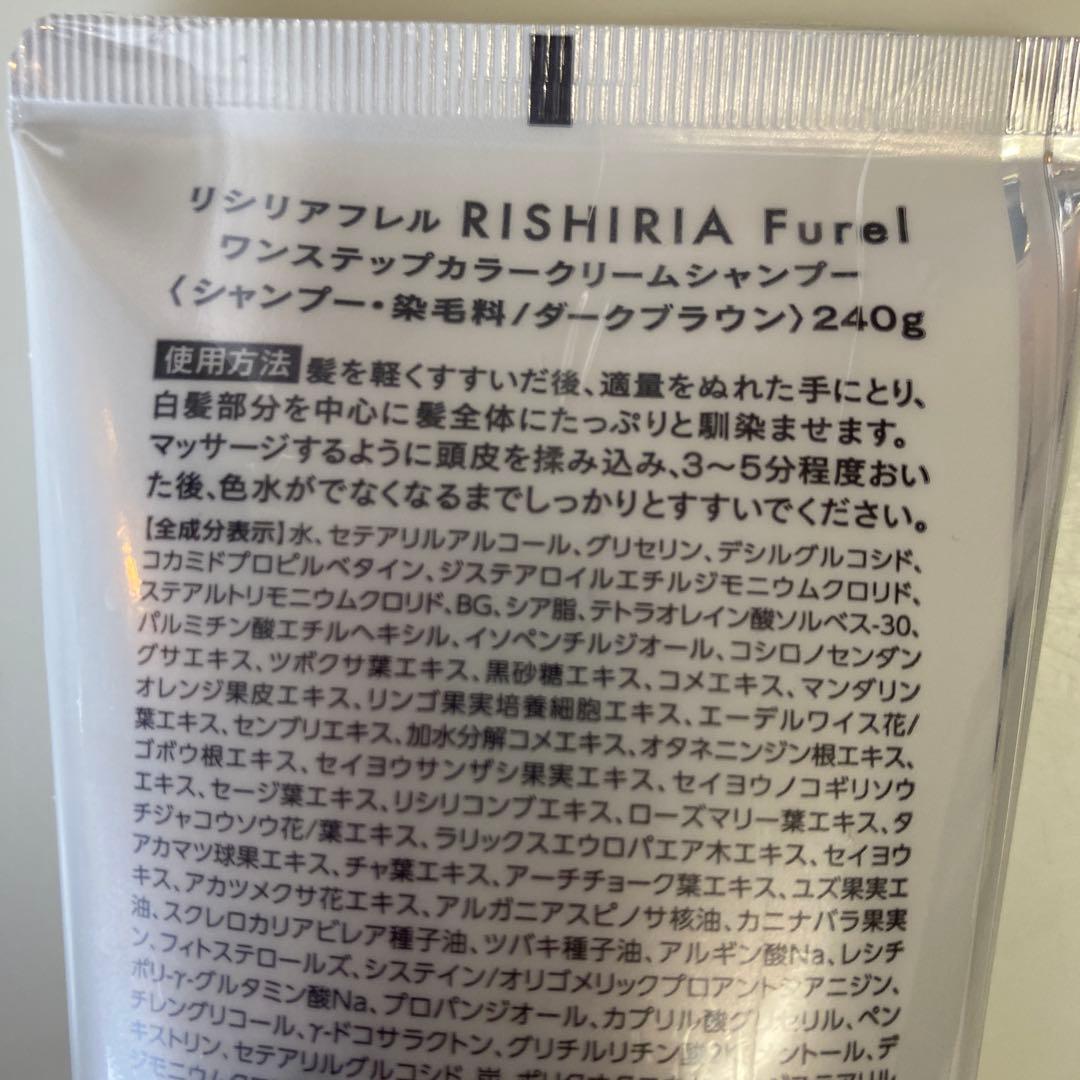 リシリアフレル RISHIRIA Furel
ワンステップカラークリームシャンプー
〈シャンプー・染毛料/ダークブラウン〉240g
使用方法 髪を軽くすすいだ後、適量をぬれた手にとり、
白髪部分を中心に髪全体にたっぷりと馴染ませます。
マッサージするように頭皮を揉み込み、3〜5分程度おい
た後、色水がでなくなるまでしっかりとすすいでください。
【全成分表示】水、セテアリルアルコール、グリセリン、デシルグルコシド、
コカミドプロピルベタイン、ジステアロイルエチルジモニウムクロリド、
ステアルトリモニウムクロリド、BG、シア脂、テトラオレイン酸ソルベス-30、
パルミチン酸エチルヘキシル、イソペンチルジオール、コシロノセンダン
グサエキス、ツボクサ葉エキス、黒砂糖エキス、コメエキス、マンダリン
オレンジ果皮エキス、リンゴ果実培養細胞エキス、エーデルワイス花/
葉エキス、センブリエキス、加水分解コメエキス、オタネニンジン根エキス、
ゴボウ根エキス、セイヨウサンザシ果実エキス、セイヨウノコギリソウ
エキス、セージ葉エキス、リシリコンブエキス、ローズマリー葉エキス、タ
チジャコウソウ花/葉エキス、ラリックスエウロパエア木エキス、セイヨウ
アカマツ球果エキス、チャ葉エキス、アーチチョーク葉エキス、ユズ果実エ
キス、アカツメクサ花エキス、アルガニアスピノサ核油、カニナバラ果実
油、スクレロカリアビレア種子油、ツバキ種子油、アルギン酸Na、レシチ
ン、フィトステロールズ、システイン/オリゴメリックプロアントシアニジン、
ポリ-γ-グルタミン酸Na、プロパンジオール、カプリル酸グリセリル、ペン
チレングリコール、γ-ドコサラクトン、グリチルリチン酸2K、メントール、デ
キストリン、セテアリルグルコシド、炭、